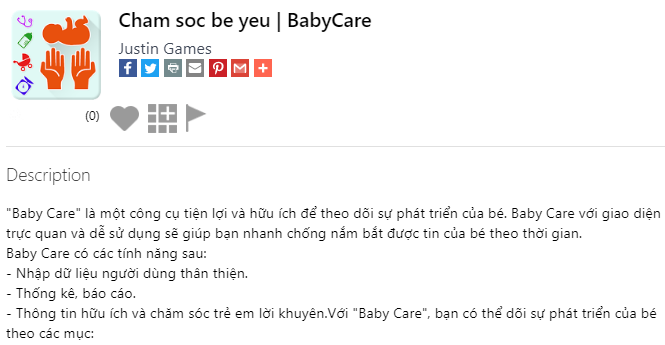 Cham soc be yeu | BabyCare
Justin Games
(0)
Description
"Baby Care" là một công cụ tiện lợi và hữu ích để theo dõi sự phát triển của bé. Baby Care với giao diện
trực quan và dễ sử dụng sẽ giúp bạn nhanh chống nắm bắt được tin của bé theo thời gian.
Baby Care có các tính năng sau:
- Nhập dữ liệu người dùng thân thiện.
- Thống kê, báo cáo.
- Thông tin hữu ích và chăm sóc trẻ em lời khuyên.Với "Baby Care", bạn có thể dõi sự phát triển của bé
theo các mục: